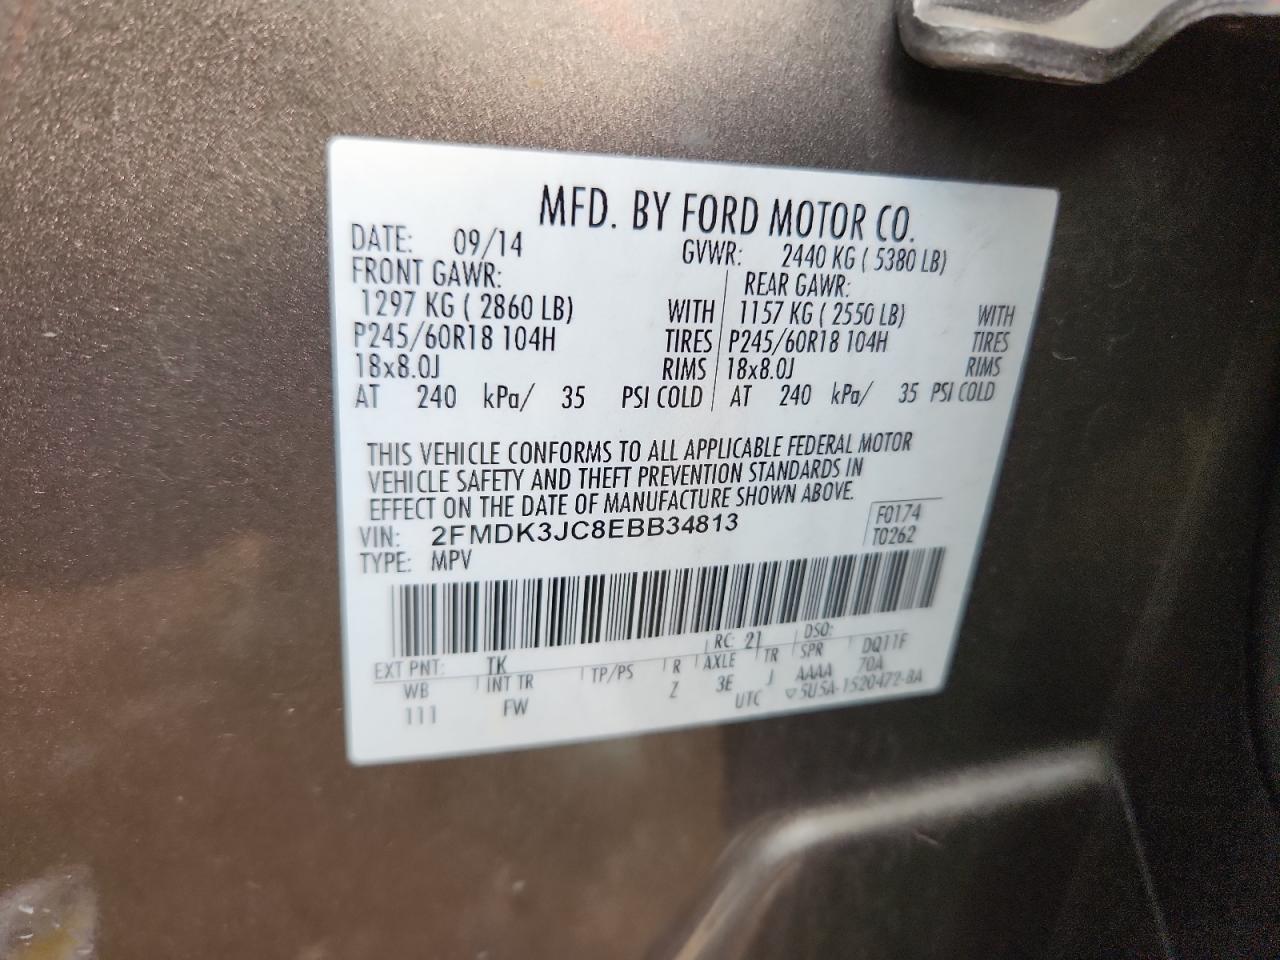 MFD. BY FORD MOTOR CO.
DATE: 09/14 GVWR: 2440 KG ( 5380 LB)
FRONT GAWR: REAR GAWR:
1297 KG ( 2860 LB) WITH 1157 KG ( 2550 LB) WITH
P245/60R18 104H TIRES P245/60R18 104H TIRES
18x8.0J RIMS 18x8.0J RIMS
AT 240 kPa/ 35 PSI COLD AT 240 kPa/ 35 PSI COLD
THIS VEHICLE CONFORMS TO ALL APPLICABLE FEDERAL MOTOR
VEHICLE SAFETY AND THEFT PREVENTION STANDARDS IN
EFFECT ON THE DATE OF MANUFACTURE SHOWN ABOVE.
VIN: 2FMDK3JC8EBB34813 F0174
TYPE: MPV T0262
EXT PNT: TK RC: 21 DSO:
WB INT TR TP/PS R AXLE TR SPR DQ11F
111 FW Z 3E J AAAA 70A
UTC ▽5U5A-1520472-BA